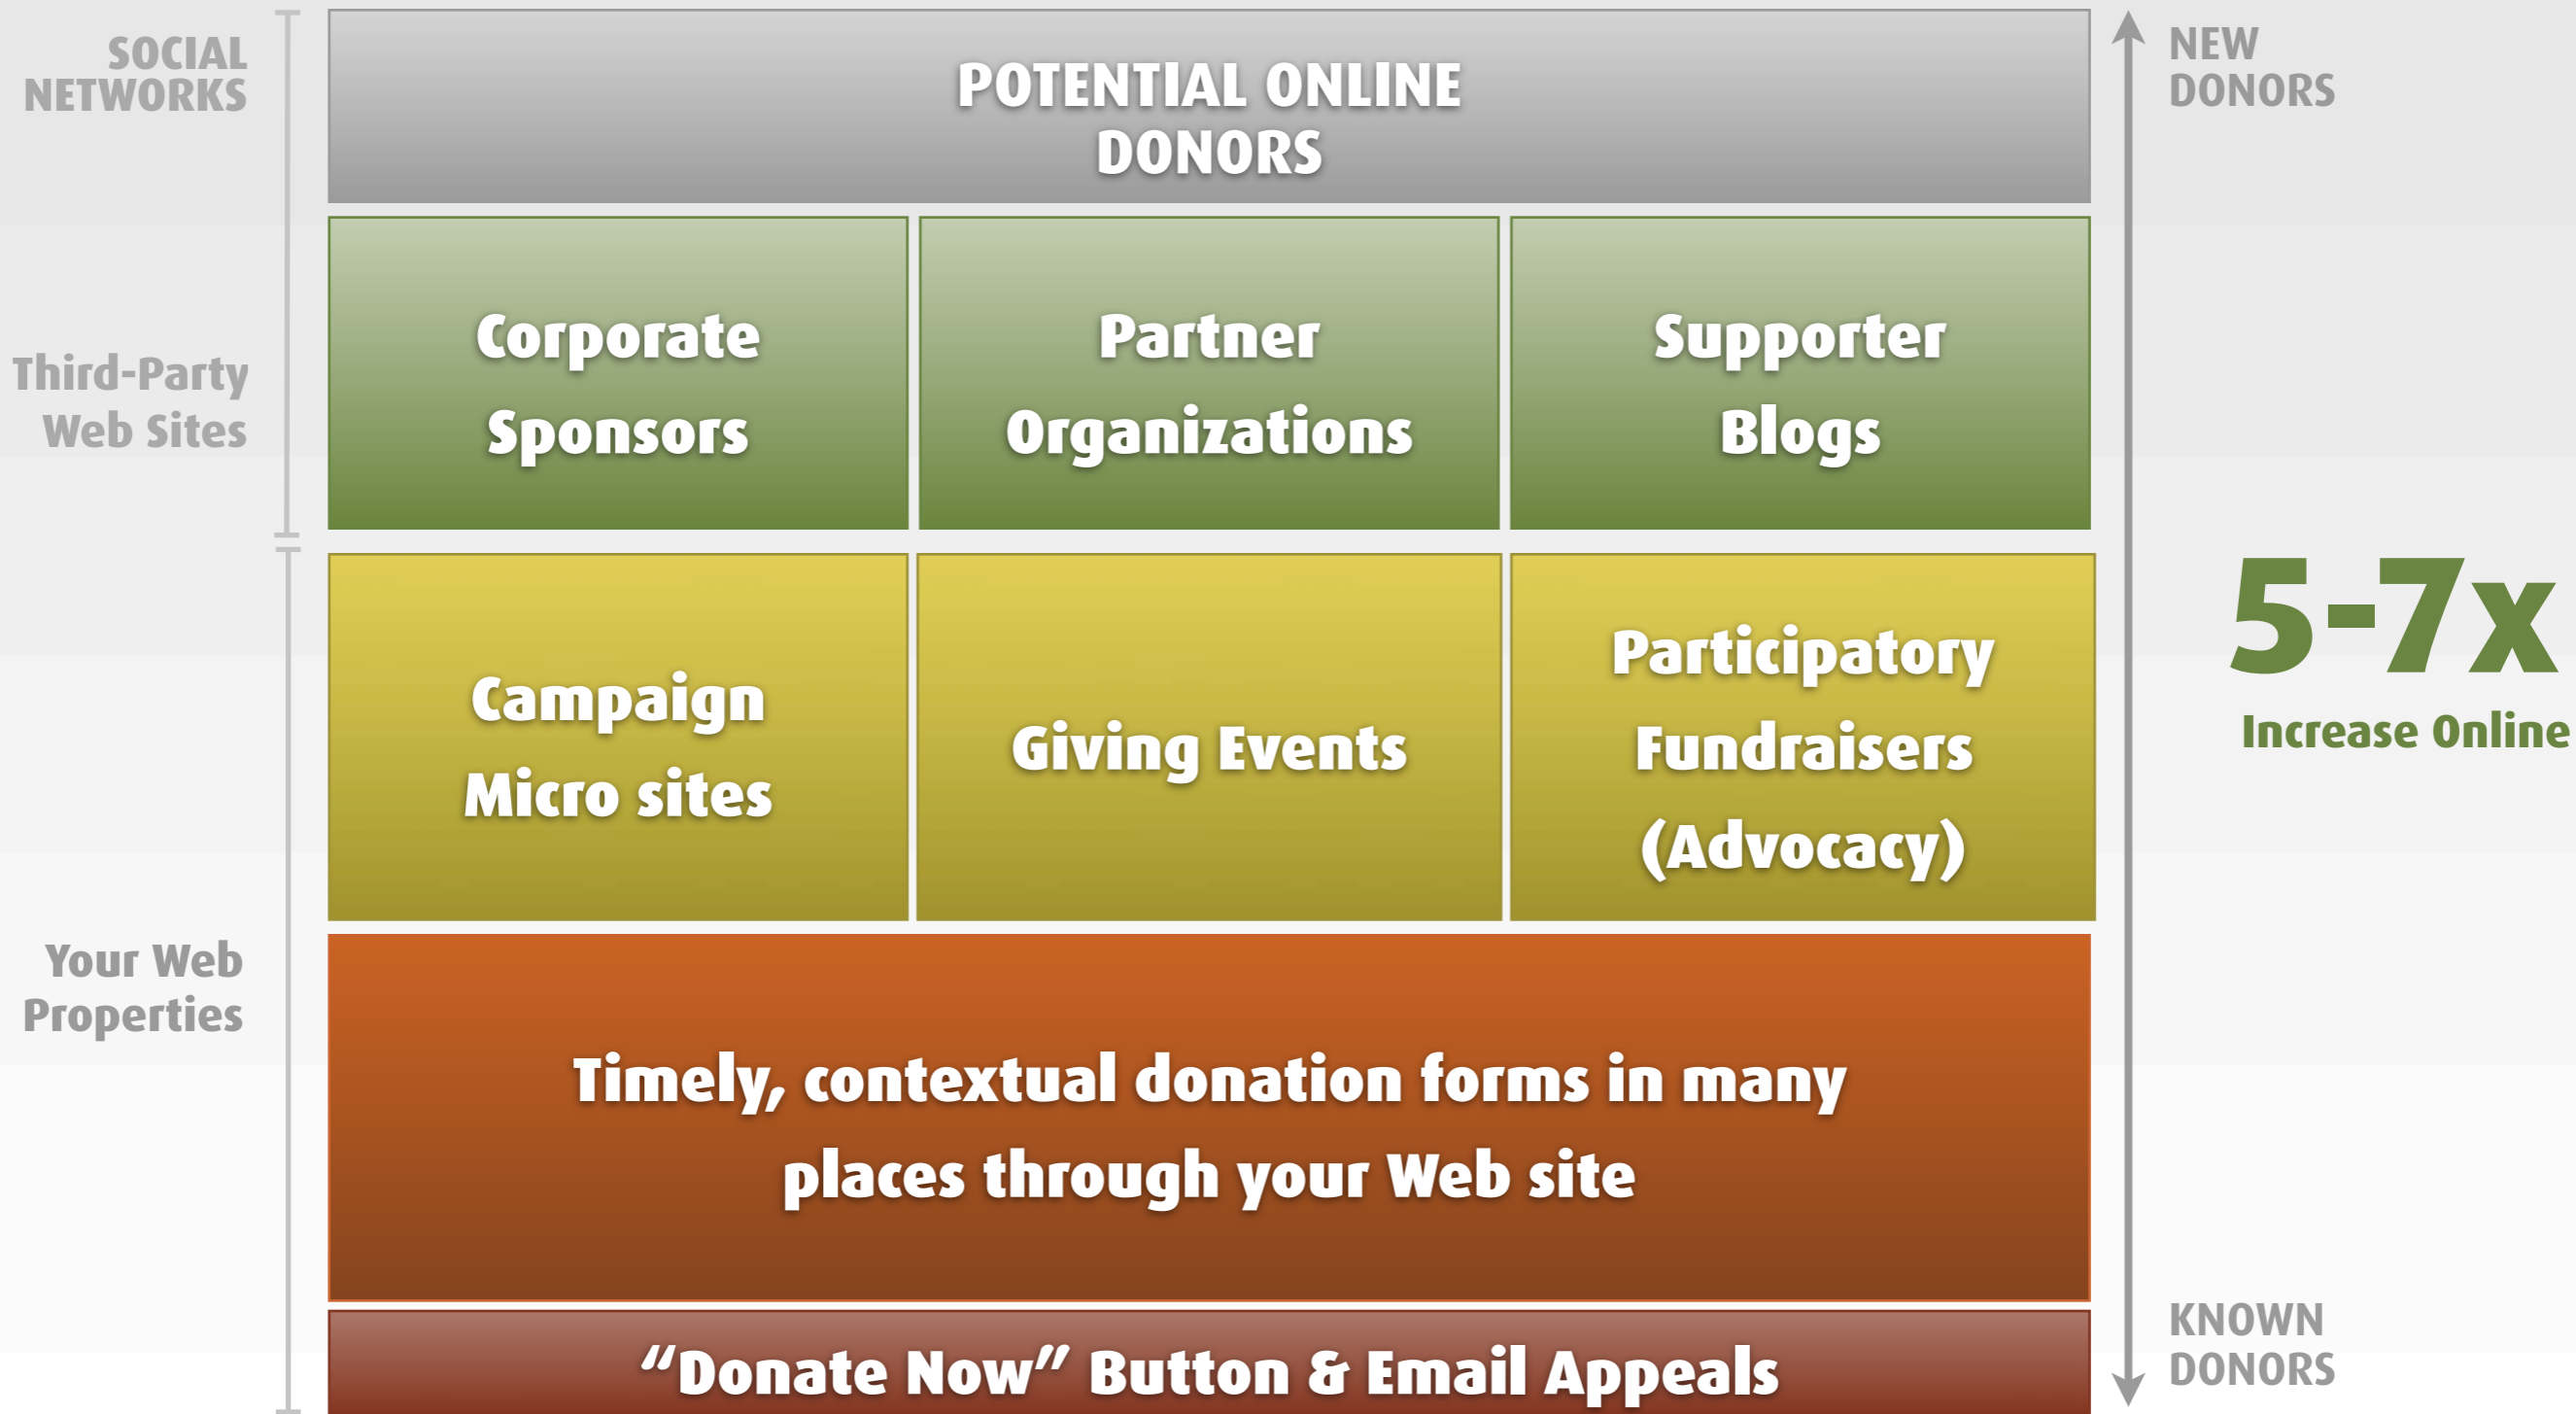 SOCIAL
NETWORKS
POTENTIAL ONLINE
DONORS
NEW
DONORS
Third-Party
Web Sites
Corporate
Sponsors
Partner
Organizations
Supporter
Blogs
Campaign
Micro sites
Giving Events
Participatory
Fundraisers
(Advocacy)
5-7x
Increase Online
Your Web
Properties
Timely, contextual donation forms in many
places through your Web site
“Donate Now” Button & Email Appeals
KNOWN
DONORS